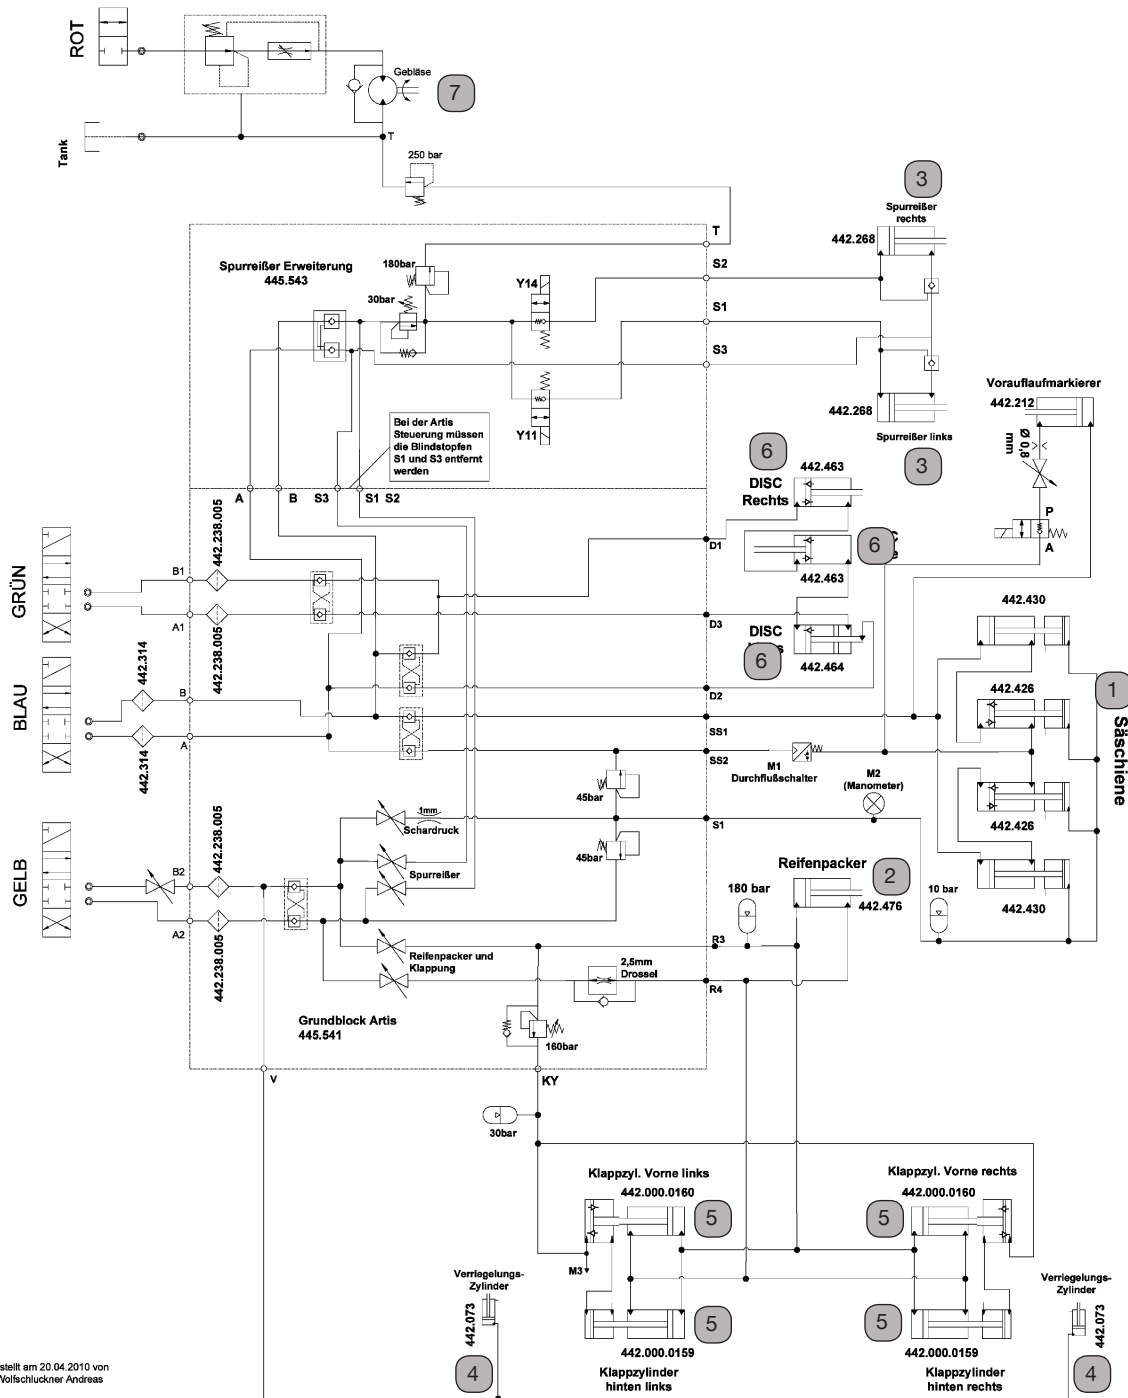 ROT
Gebläse
7
Tank
T
250 bar
3
Spurreißer
rechts
442.268
T
S2
Spurreißer Erweiterung
445.543
180bar
Y14
30bar
S1
S3
Vorauflaufmarkierer
442.212
Ø 0,8
mm
442.268
Y11
Spurreißer links
3
Bei der Artis
Steuerung müssen
die Blindstopfen
S1 und S3 entfernt
werden
6
442.463
DISC
Rechts
A
B
S3
S1 S2
P
A
GRÜN
442.238.005
B1
D1
6
442.463
442.430
A1
442.238.005
D3
DISC
6
442.464
BLAU
442.314
B
D2
442.426
1
Säschiene
SS1
A
442.314
SS2
M1
Durchflußschalter
M2
(Manometer)
45bar
442.426
GELB
442.238.005
1mm
Schardruck
S1
45bar
Spurreißer
Reifenpacker
2
442.476
180 bar
10 bar
442.430
B2
A2
442.238.005
Reifenpacker und
Klappung
R3
2,5mm
Drossel
R4
Grundblock Artis
445.541
160bar
V
KY
30bar
Klappzyl. Vorne links
442.000.0160
5
Klappzyl. Vorne rechts
442.000.0160
5
M3
Verriegelungs-
Zylinder
442.073
4
Verriegelungs-
Zylinder
442.073
4
5
442.000.0159
Klappzylinder
hinten links
5
442.000.0159
Klappzylinder
hinten rechts
stellt am 20.04.2010 von
Wolfschluckner Andreas